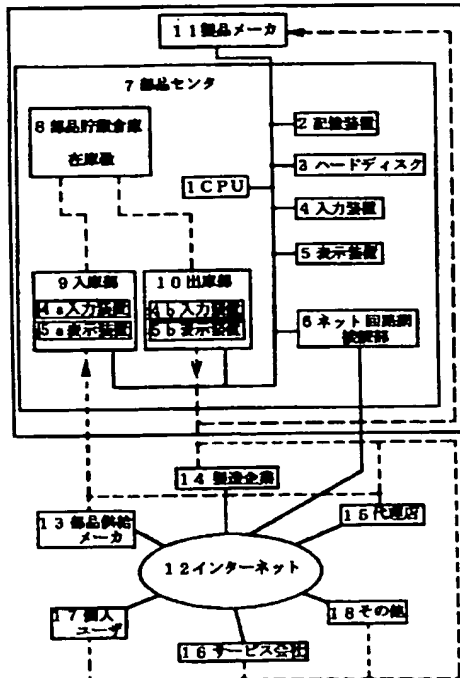 11製品メーカ
7部品センタ
8部品貯蔵倉庫
在庫量
2記憶装置
3ハードディスク
1CPU
4入力装置
5表示装置
9入庫部
4a入力装置
5a表示装置
10出庫部
4b入力装置
5b表示装置
6ネット回路網
接続部
14製造企業
13部品供給
メーカ
15代理店
12インターネット
17個人
ユーザ
18その他
16サービス会社